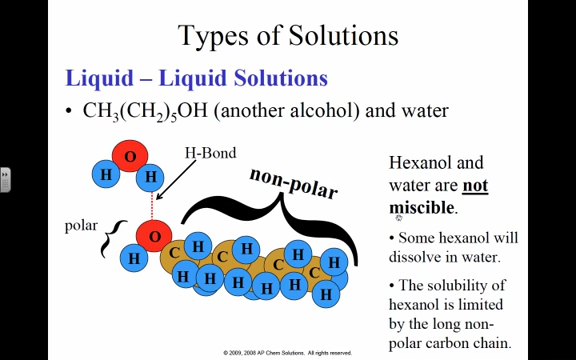 Types of Solutions
Liquid – Liquid Solutions
• CH₃(CH₂)₅OH (another alcohol) and water
H-Bond
O
H
H
non-polar
polar
O
H
C
H
C
H
C
H
C
H
H
H
H
H
H
H
Hexanol and
water are not
miscible.
• Some hexanol will
dissolve in water.
• The solubility of
hexanol is limited
by the long non-
polar carbon chain.
© 2009, 2008 AP Chem Solutions. All rights reserved.